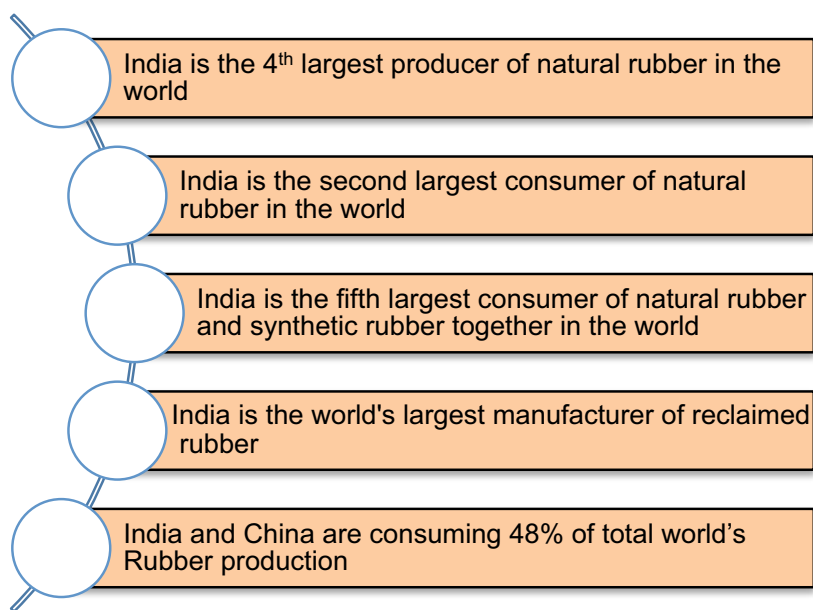 India is the 4th largest producer of natural rubber in the
world
India is the second largest consumer of natural
rubber in the world
India is the fifth largest consumer of natural rubber
and synthetic rubber together in the world
India is the world's largest manufacturer of reclaimed
rubber
India and China are consuming 48% of total world’s
Rubber production